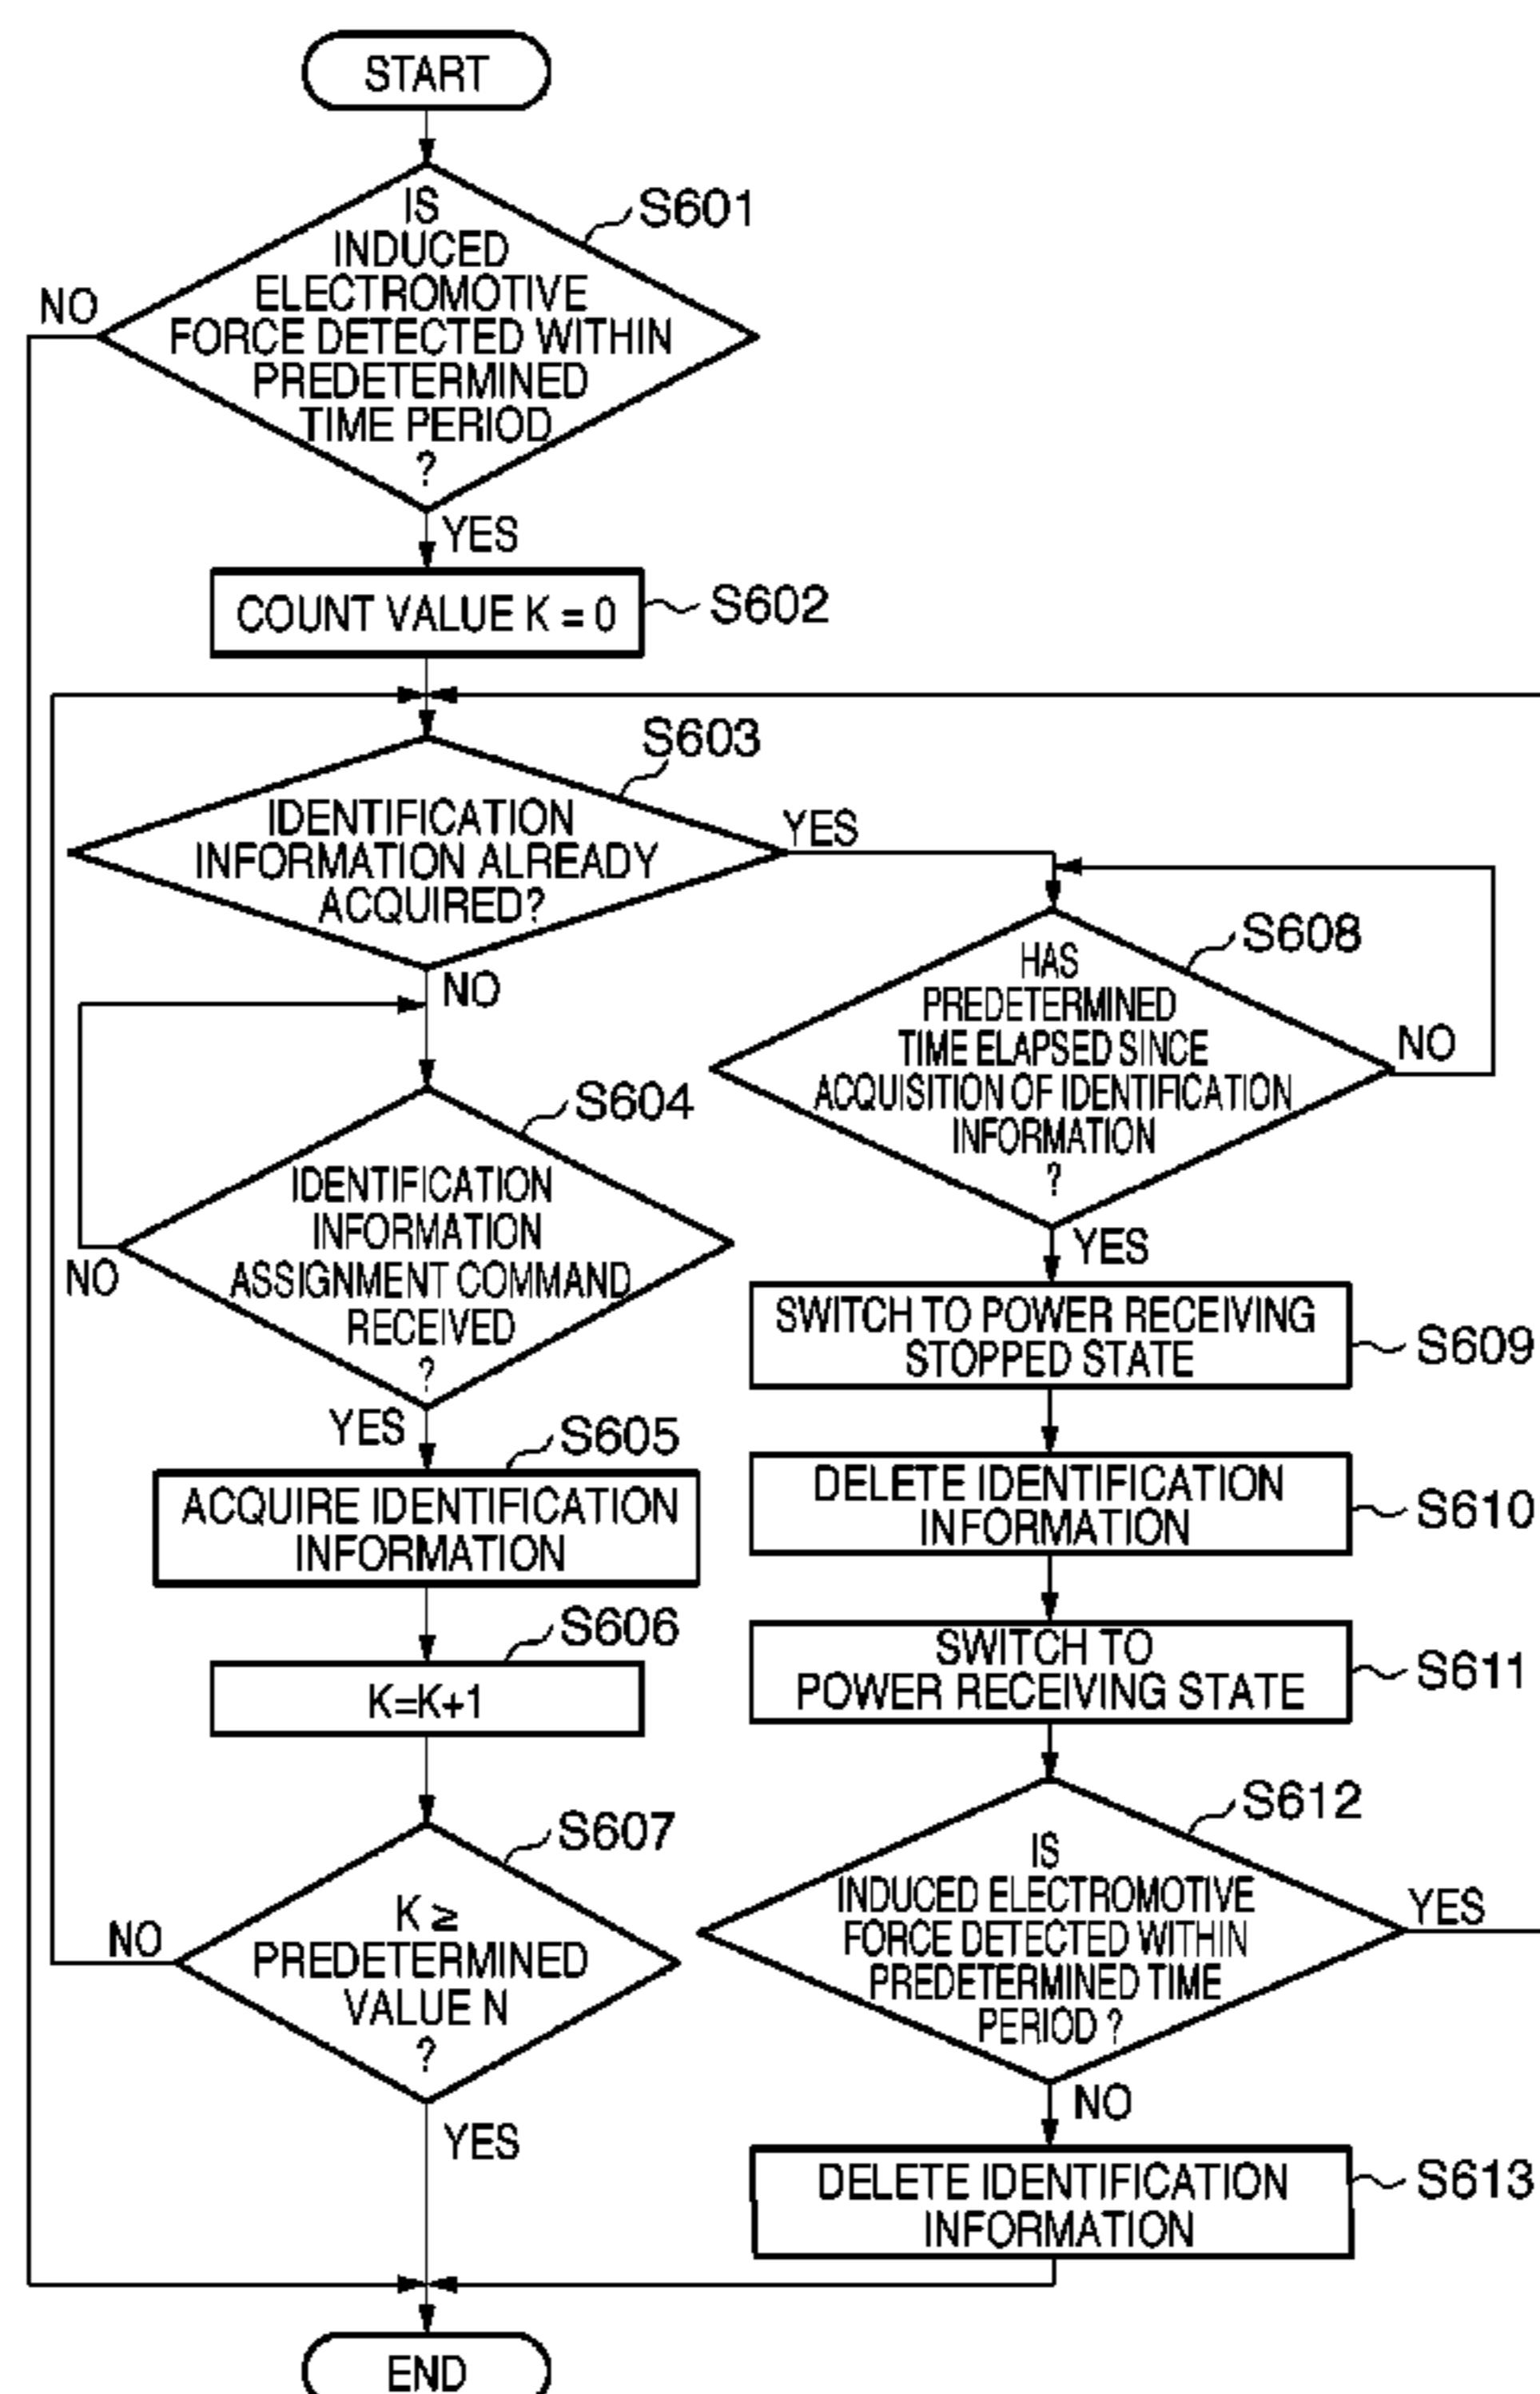 START
IS
INDUCED
ELECTROMOTIVE
FORCE DETECTED WITHIN
PREDETERMINED
TIME PERIOD
?
S601
NO
YES
COUNT VALUE K = 0
S602
S603
IDENTIFICATION
INFORMATION ALREADY
ACQUIRED?
YES
NO
S604
IDENTIFICATION
INFORMATION
ASSIGNMENT COMMAND
RECEIVED
?
NO
YES
S605
ACQUIRE IDENTIFICATION
INFORMATION
S606
K=K+1
S607
K ≥
PREDETERMINED
VALUE N
?
NO
YES
S608
HAS
PREDETERMINED
TIME ELAPSED SINCE
ACQUISITION OF IDENTIFICATION
INFORMATION
?
NO
YES
SWITCH TO POWER RECEIVING
STOPPED STATE
S609
DELETE IDENTIFICATION
INFORMATION
S610
SWITCH TO
POWER RECEIVING STATE
S611
S612
IS
INDUCED ELECTROMOTIVE
FORCE DETECTED WITHIN
PREDETERMINED TIME
PERIOD ?
YES
NO
DELETE IDENTIFICATION
INFORMATION
S613
END